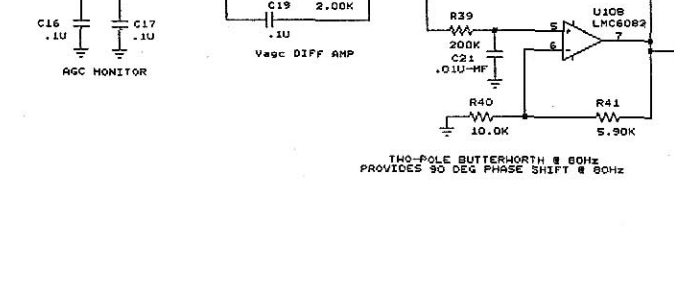 C19 2.00K
.1U
Vagc DIFF AMP
C16
.1U
C17
.1U
AGC MONITOR
R39
200K
C21
.01U-MF
U10B
LMC6082
5
6
7
R40
10.0K
R41
5.90K
TWO-POLE BUTTERWORTH @ 80Hz
PROVIDES 90 DEG PHASE SHIFT @ 80Hz